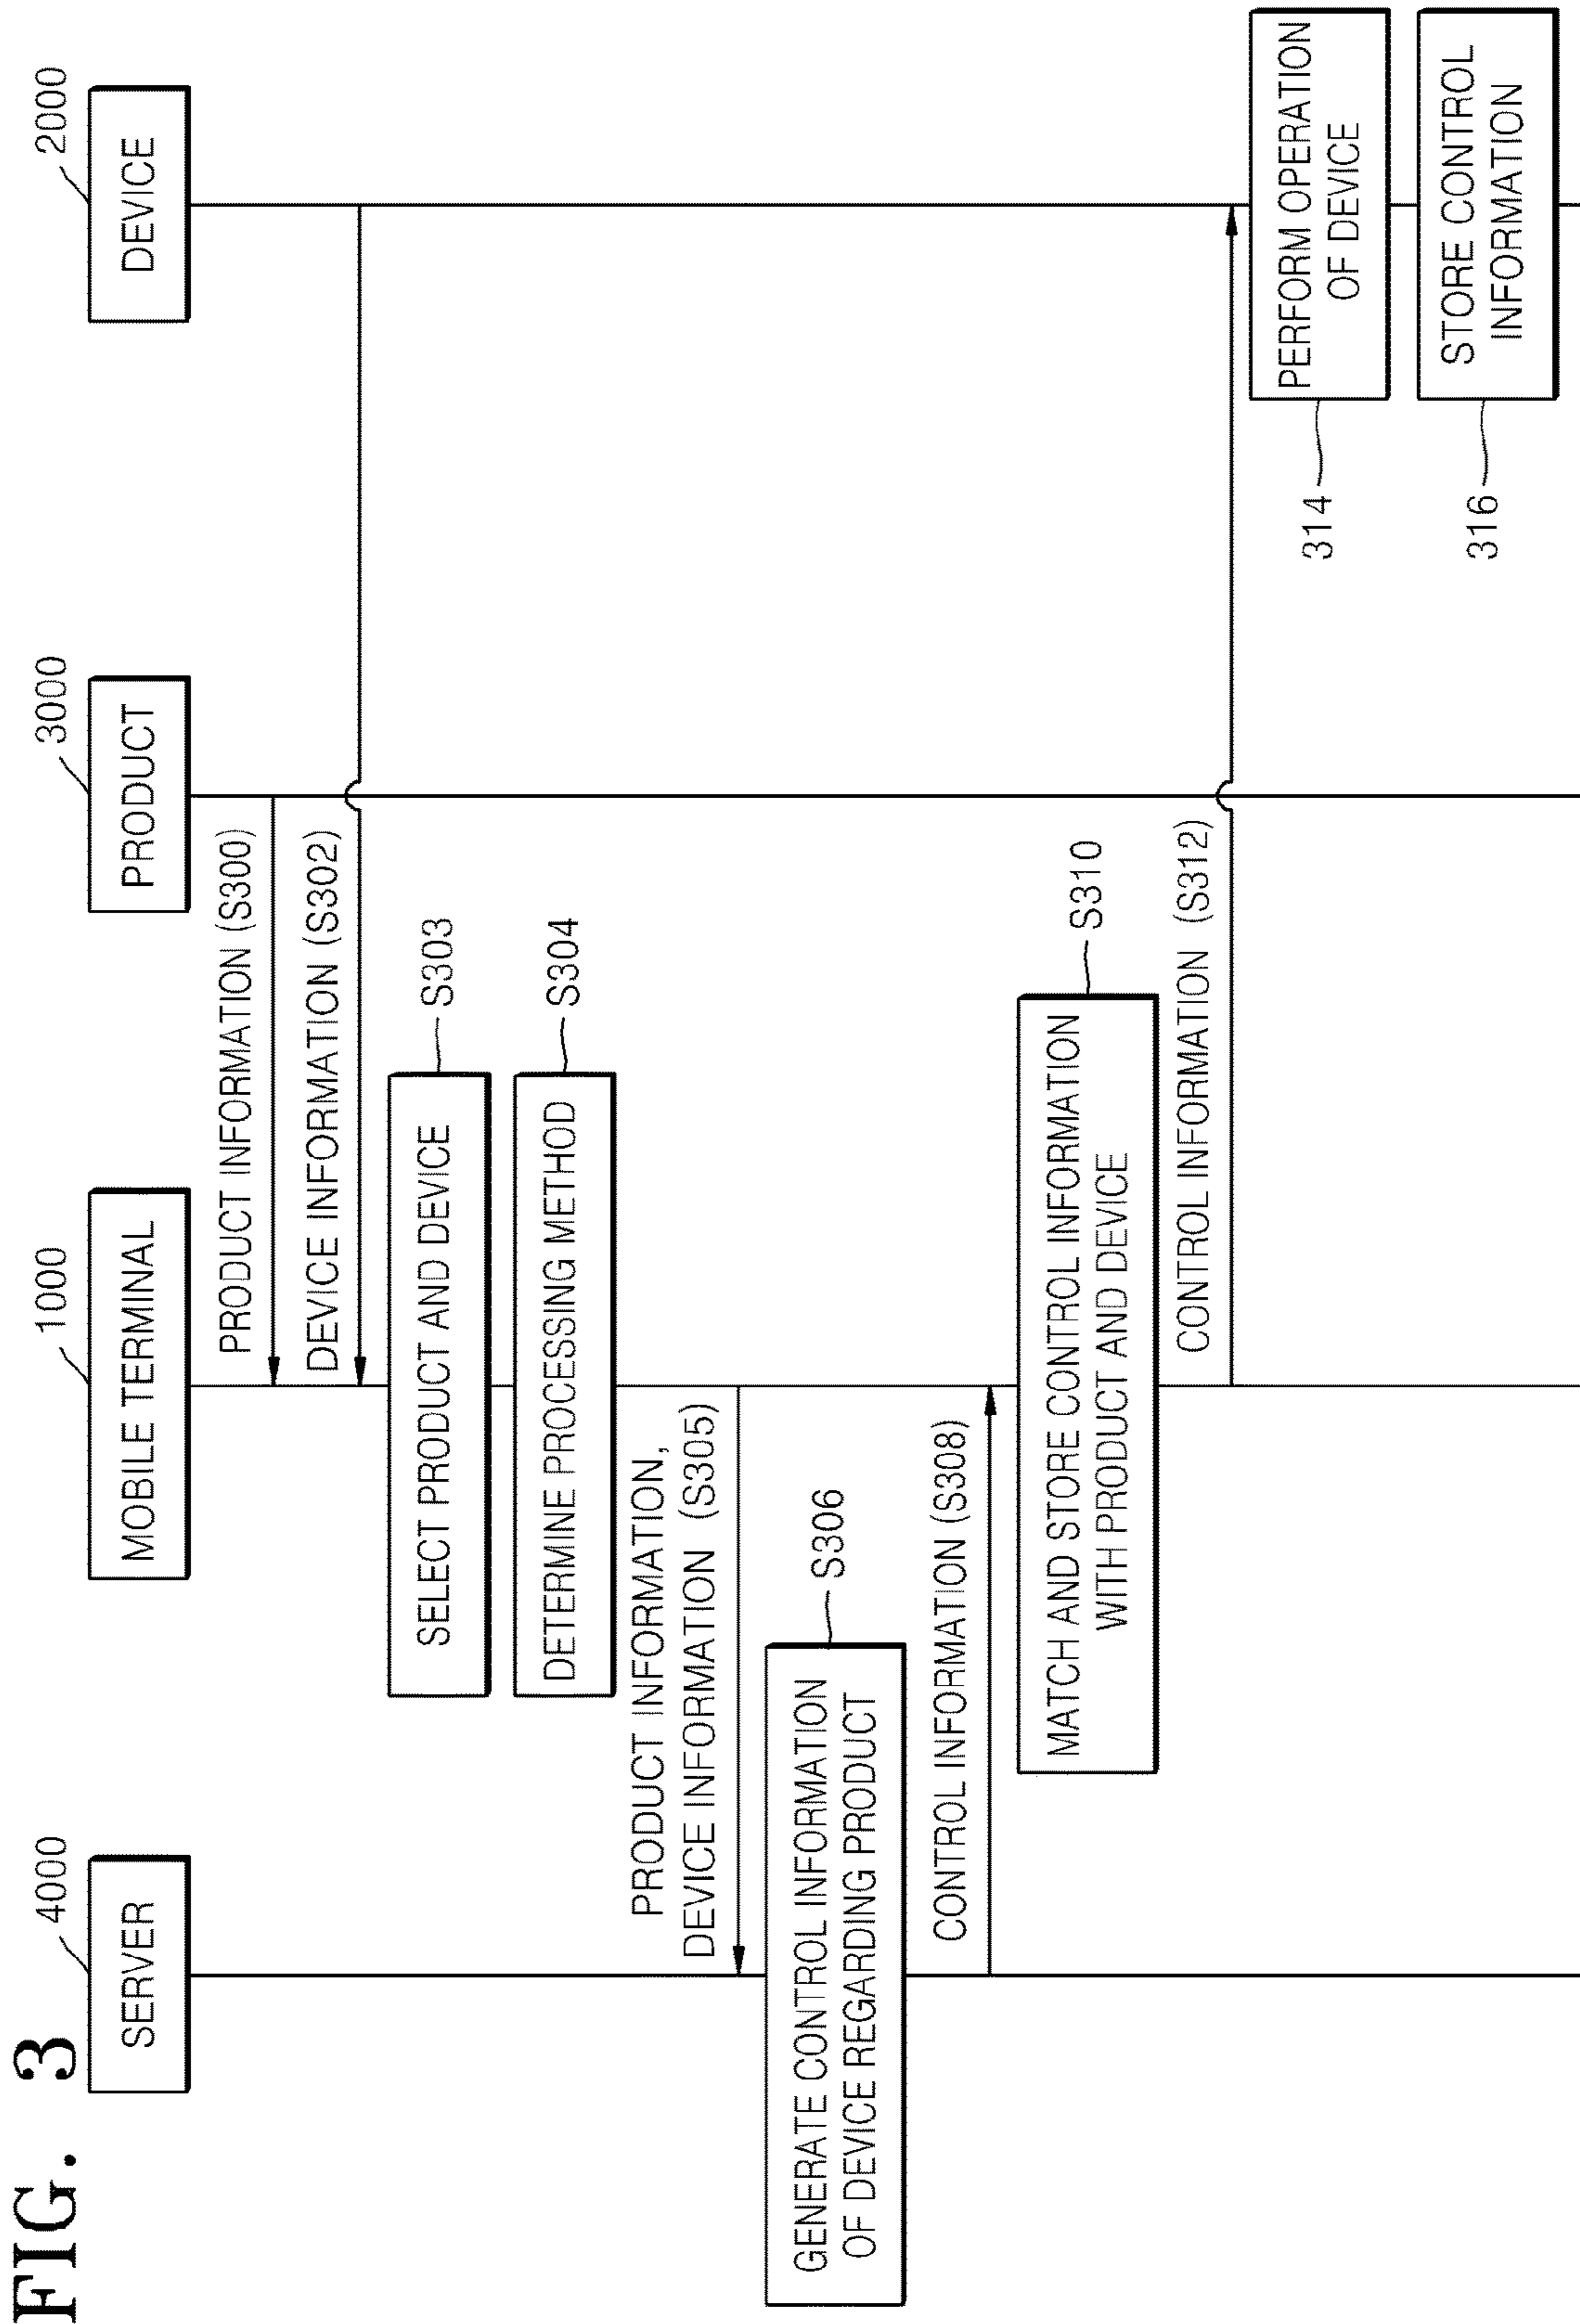 FIG. 3
4000
1000
3000
2000
SERVER
MOBILE TERMINAL
PRODUCT
DEVICE
PRODUCT INFORMATION (S300)
DEVICE INFORMATION (S302)
SELECT PRODUCT AND DEVICE
S303
DETERMINE PROCESSING METHOD
S304
PRODUCT INFORMATION,
DEVICE INFORMATION (S305)
GENERATE CONTROL INFORMATION
OF DEVICE REGARDING PRODUCT
S306
CONTROL INFORMATION (S308)
MATCH AND STORE CONTROL INFORMATION
WITH PRODUCT AND DEVICE
S310
CONTROL INFORMATION (S312)
314
PERFORM OPERATION
OF DEVICE
316
STORE CONTROL
INFORMATION